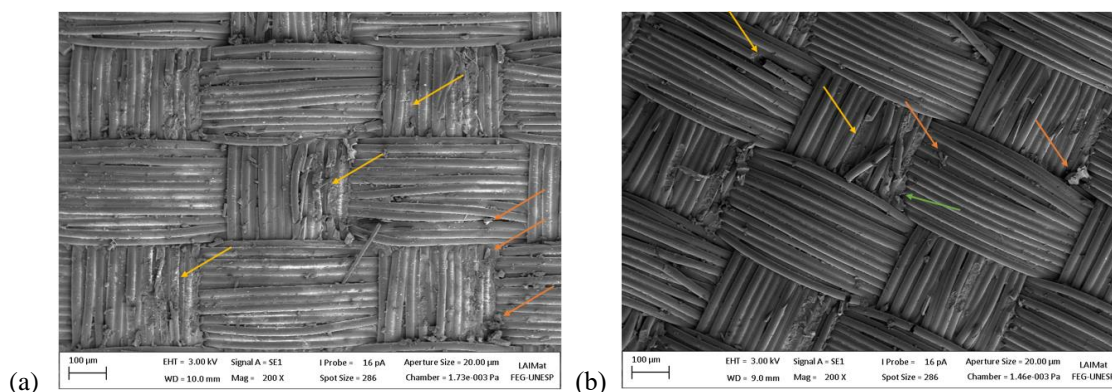 (a)
100 µm
EHT = 3.00 kV Signal A = SE1 I Probe = 16 pA Aperture Size = 20.00 µm LAIMat
WD = 10.0 mm Mag = 200 X Spot Size = 286 Chamber = 1.73e-003 Pa FEG-UNESP
(b)
100 µm
EHT = 3.00 kV Signal A = SE1 I Probe = 16 pA Aperture Size = 20.00 µm LAIMat
WD = 9.0 mm Mag = 200 X Spot Size = 286 Chamber = 1.46e-003 Pa FEG-UNESP